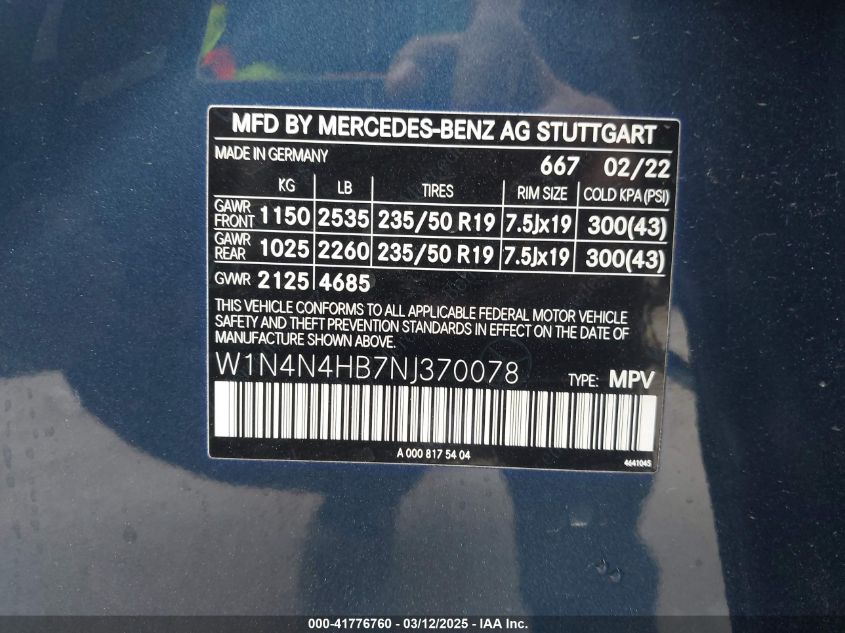 MFD BY MERCEDES-BENZ AG STUTTGART
MADE IN GERMANY 667 02/22
KG LB TIRES RIM SIZE COLD KPA (PSI)
GAWR FRONT 1150 2535 235/50 R19 7.5Jx19 300(43)
GAWR REAR 1025 2260 235/50 R19 7.5Jx19 300(43)
GVWR 2125 4685
THIS VEHICLE CONFORMS TO ALL APPLICABLE FEDERAL MOTOR VEHICLE
SAFETY AND THEFT PREVENTION STANDARDS IN EFFECT ON THE DATE OF
MANUFACTURE SHOWN ABOVE.
W1N4N4HB7NJ370078 TYPE: MPV
A 000 817 54 04
4641045
000-41776760 - 03/12/2025 - IAA Inc.